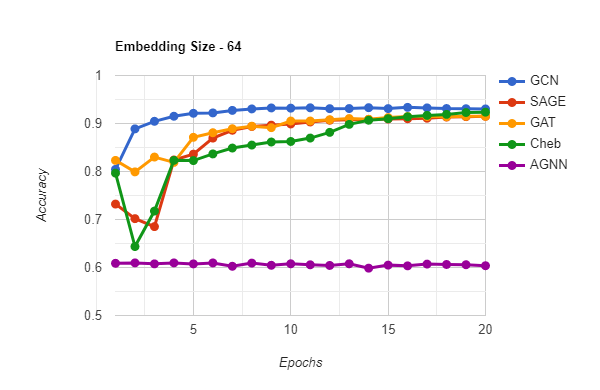 Embedding Size - 64
1
0.9
0.8
0.7
0.6
0.5
Accuracy
5
10
15
20
Epochs
GCN
SAGE
GAT
Cheb
AGNN